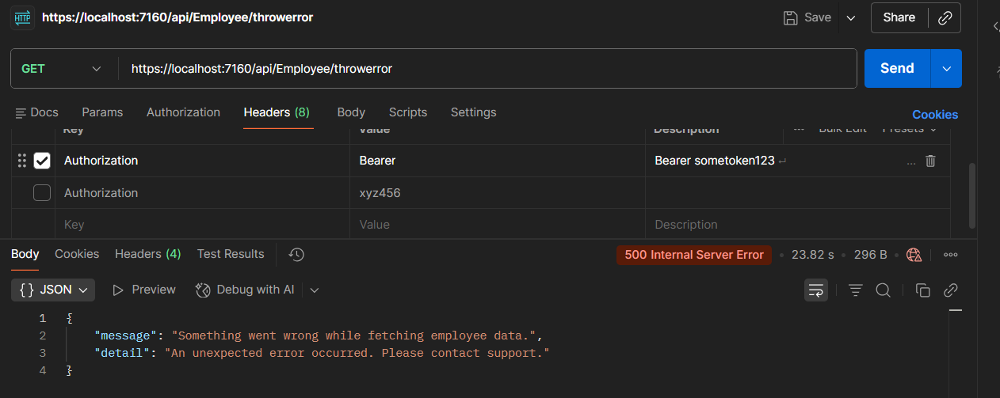 HTTP https://localhost:7160/api/Employee/throwerror Save Share
GET https://localhost:7160/api/Employee/throwerror Send
Docs Params Authorization Headers (8) Body Scripts Settings Cookies
Key Value Description ... Bulk Edit Presets
Authorization Bearer Bearer sometoken123 ↵ ...
Authorization xyz456
Key Value Description
Body Cookies Headers (4) Test Results 500 Internal Server Error • 23.82 s • 296 B • ...
{} JSON Preview Debug with AI
1 {
2 "message": "Something went wrong while fetching employee data.",
3 "detail": "An unexpected error occurred. Please contact support."
4 }